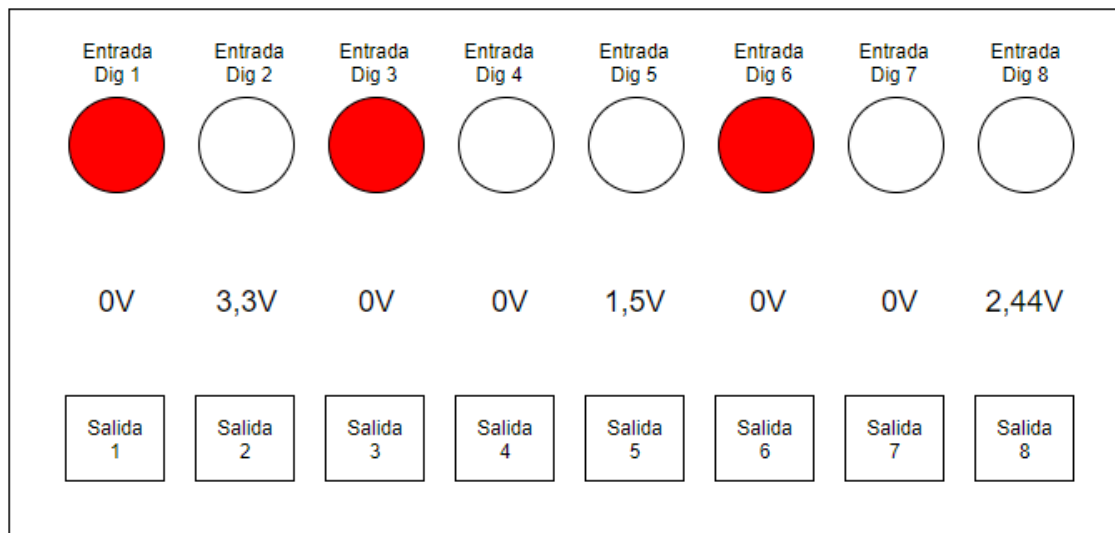 Entrada
Dig 1
Entrada
Dig 2
Entrada
Dig 3
Entrada
Dig 4
Entrada
Dig 5
Entrada
Dig 6
Entrada
Dig 7
Entrada
Dig 8
0V
3,3V
0V
0V
1,5V
0V
0V
2,44V
Salida
1
Salida
2
Salida
3
Salida
4
Salida
5
Salida
6
Salida
7
Salida
8